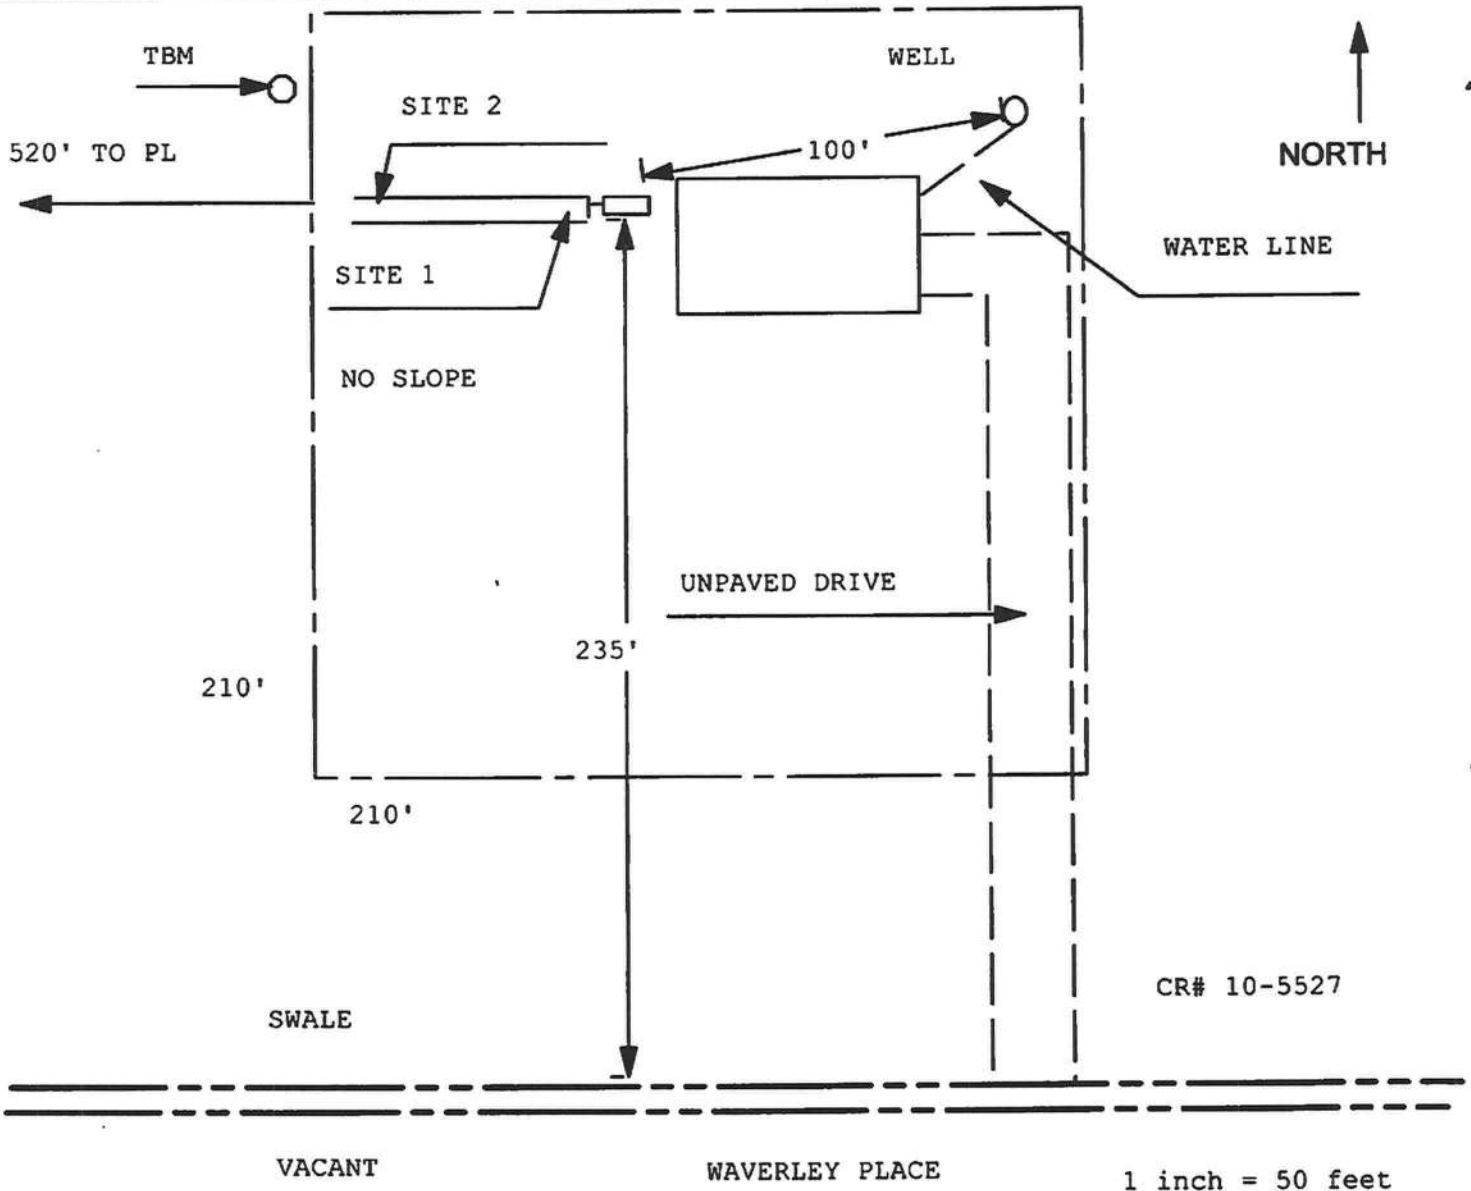 TBM
WELL
SITE 2
520' TO PL
100'
NORTH
WATER LINE
SITE 1
NO SLOPE
UNPAVED DRIVE
235'
210'
210'
CR# 10-5527
SWALE
VACANT
WAVERLEY PLACE
1 inch = 50 feet